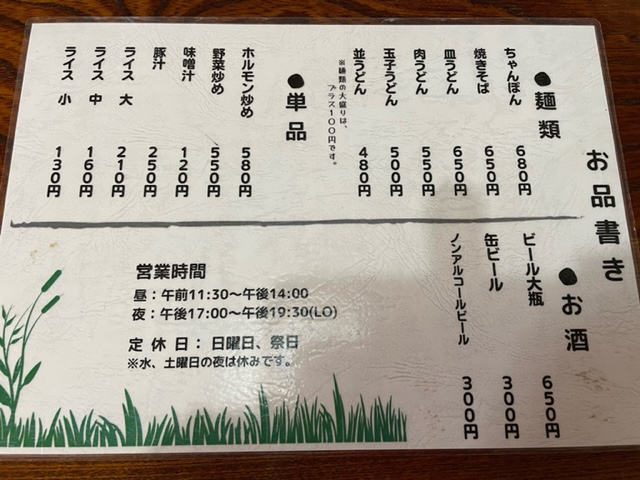 お品書き
●麺類
ちゃんぽん 680円
焼きそば 650円
皿うどん 650円
肉うどん 550円
玉子うどん 500円
並うどん 480円
※麺類の大盛りは、
プラス100円です。
●単品
ホルモン炒め 580円
野菜炒め 550円
味噌汁 120円
豚汁 250円
ライス 大 210円
ライス 中 160円
ライス 小 130円
●お酒
ビール大瓶 650円
缶ビール 300円
ノンアルコールビール 300円
営業時間
昼：午前11:30～午後14:00
夜：午後17:00～午後19:30(LO)
定休日：日曜日、祭日
※水、土曜日の夜は休みです。